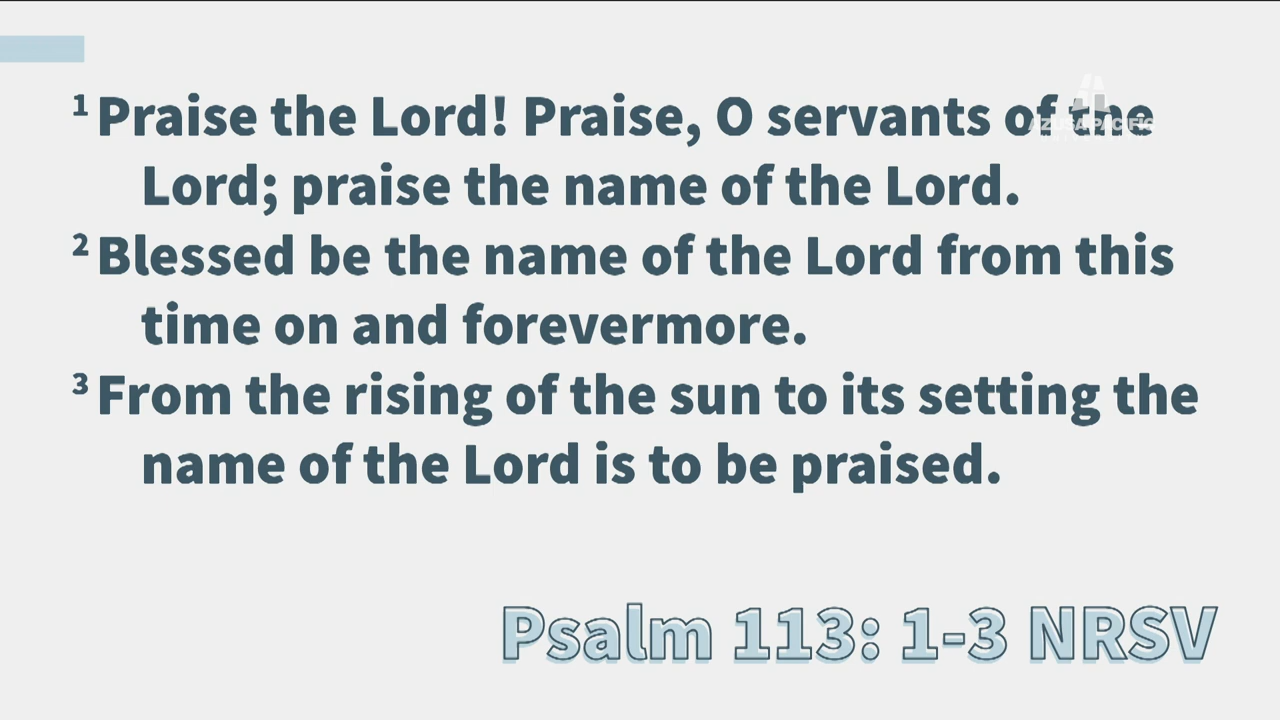 1 Praise the Lord! Praise, O servants of the
Lord; praise the name of the Lord.
2 Blessed be the name of the Lord from this
time on and forevermore.
3 From the rising of the sun to its setting the
name of the Lord is to be praised.
Psalm 113: 1-3 NRSV
AZUSA PACIFIC